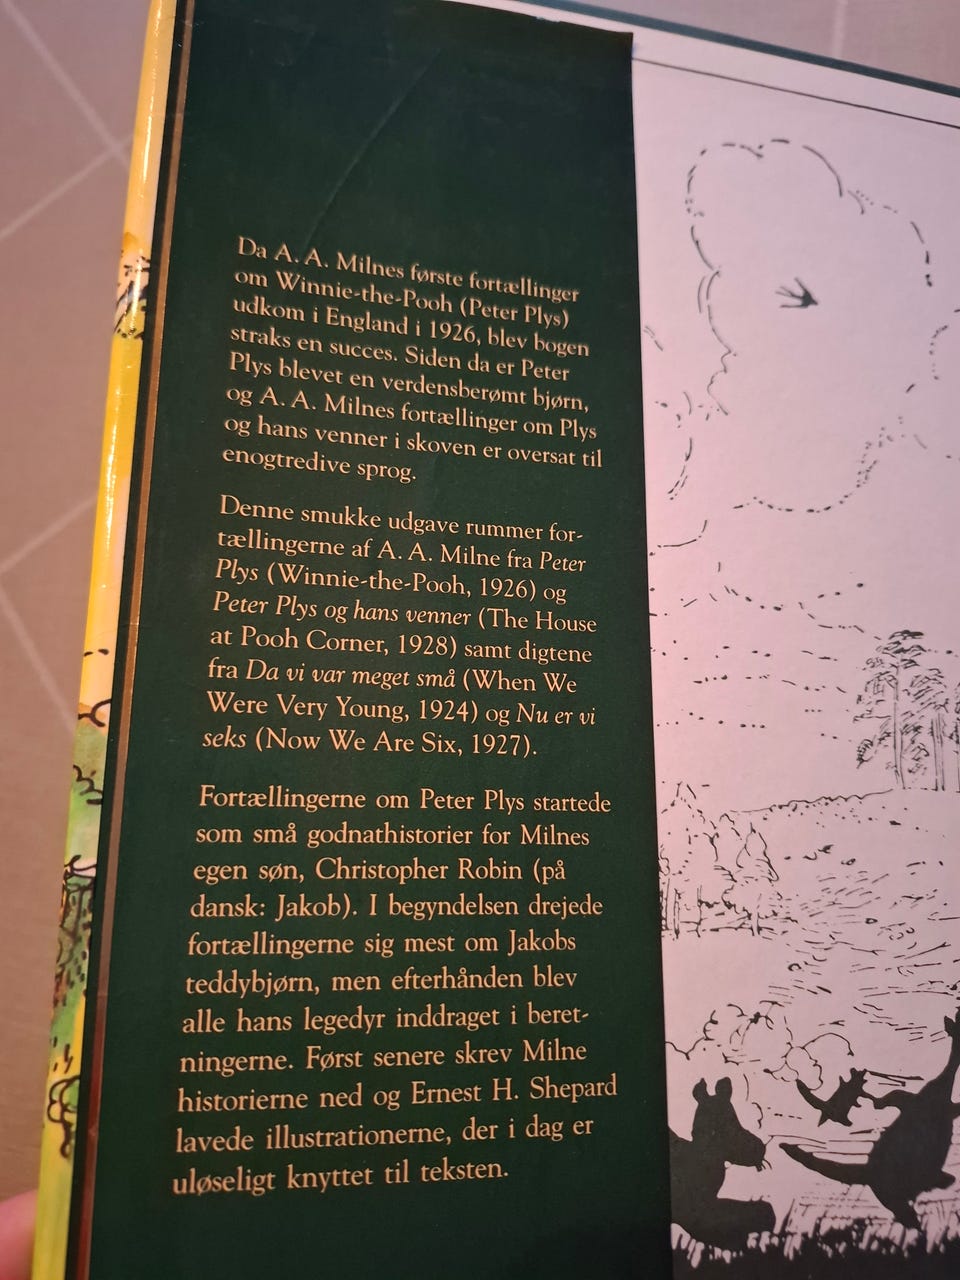 Da A. A. Milnes første fortællinger
om Winnie-the-Pooh (Peter Plys)
udkom i England i 1926, blev bogen
straks en succes. Siden da er Peter
Plys blevet en verdensberømt bjørn,
og A. A. Milnes fortællinger om Plys
og hans venner i skoven er oversat til
enogtredive sprog.
Denne smukke udgave rummer for-
tællingerne af A. A. Milne fra Peter
Plys (Winnie-the-Pooh, 1926) og
Peter Plys og hans venner (The House
at Pooh Corner, 1928) samt digtene
fra Da vi var meget små (When We
Were Very Young, 1924) og Nu er vi
seks (Now We Are Six, 1927).
Fortællingerne om Peter Plys startede
som små godnathistorier for Milnes
egen søn, Christopher Robin (på
dansk: Jakob). I begyndelsen drejede
fortællingerne sig mest om Jakobs
teddybjørn, men efterhånden blev
alle hans legedyr inddraget i beret-
ningerne. Først senere skrev Milne
historierne ned og Ernest H. Shepard
lavede illustrationerne, der i dag er
uløseligt knyttet til teksten.